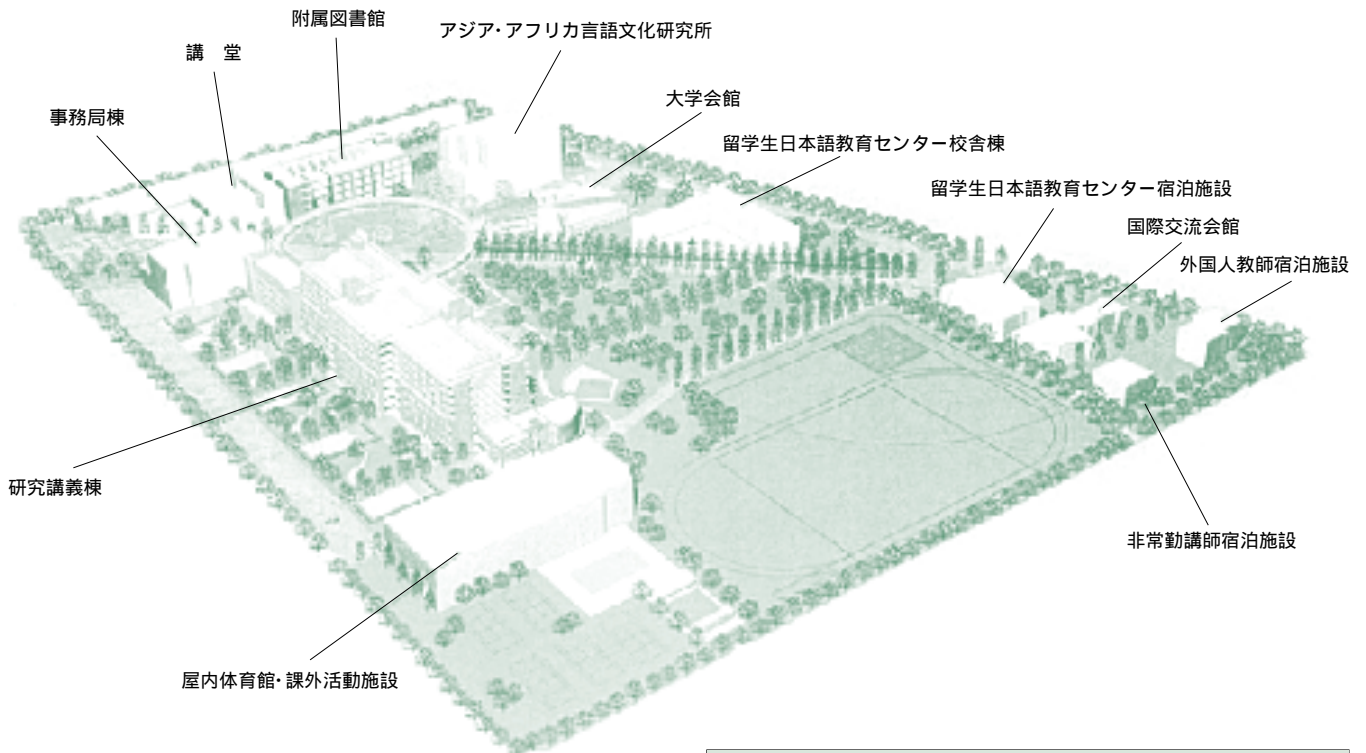 附属図書館
アジア・アフリカ言語文化研究所
講　堂
大学会館
事務局棟
留学生日本語教育センター校舎棟
留学生日本語教育センター宿泊施設
国際交流会館
外国人教師宿泊施設
研究講義棟
非常勤講師宿泊施設
屋内体育館・課外活動施設